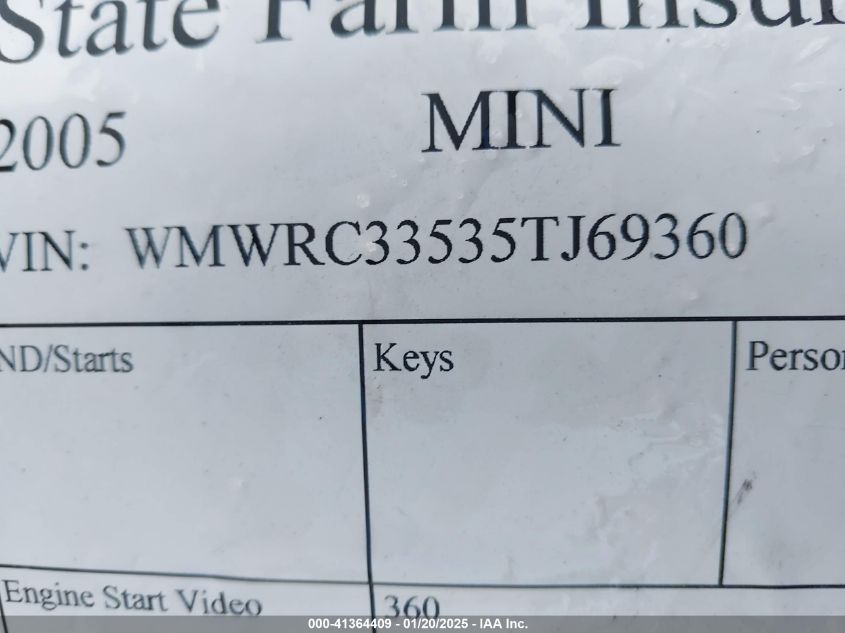 State Farm Insu
2005 MINI
VIN: WMWRC33535TJ69360
ND/Starts Keys Person
Engine Start Video 360
000-41364409 - 01/20/2025 - IAA Inc.